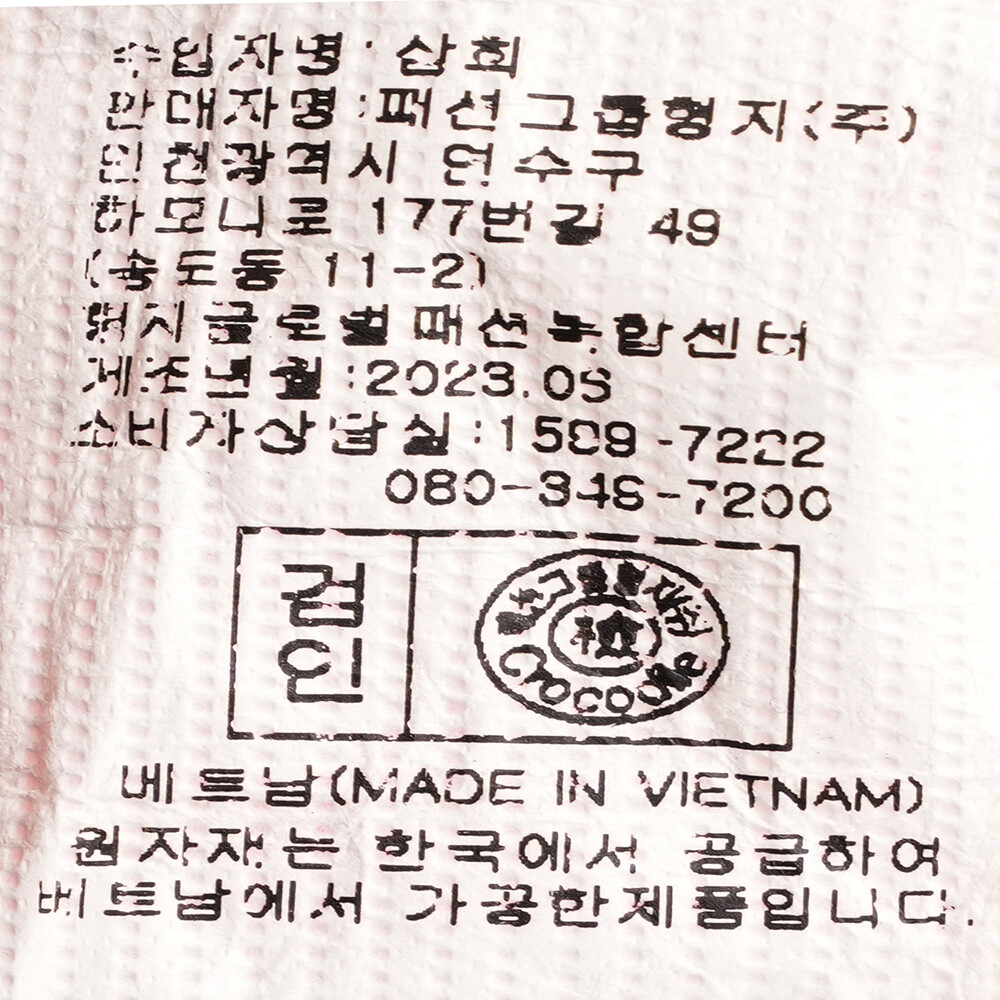 수입자명 : 삼희
판매자명 : 패션그룹형지(주)
인천광역시 연수구
하모니로 177번길 49
(송도동 11-2)
형지글로벌패션복합센터
제조년월 : 2023.05
소비자상담실 : 1588-7222
080-346-7200
검
인
Crocodile
베트남(MADE IN VIETNAM)
원자재는 한국에서 공급하여
베트남에서 가공한제품입니다.